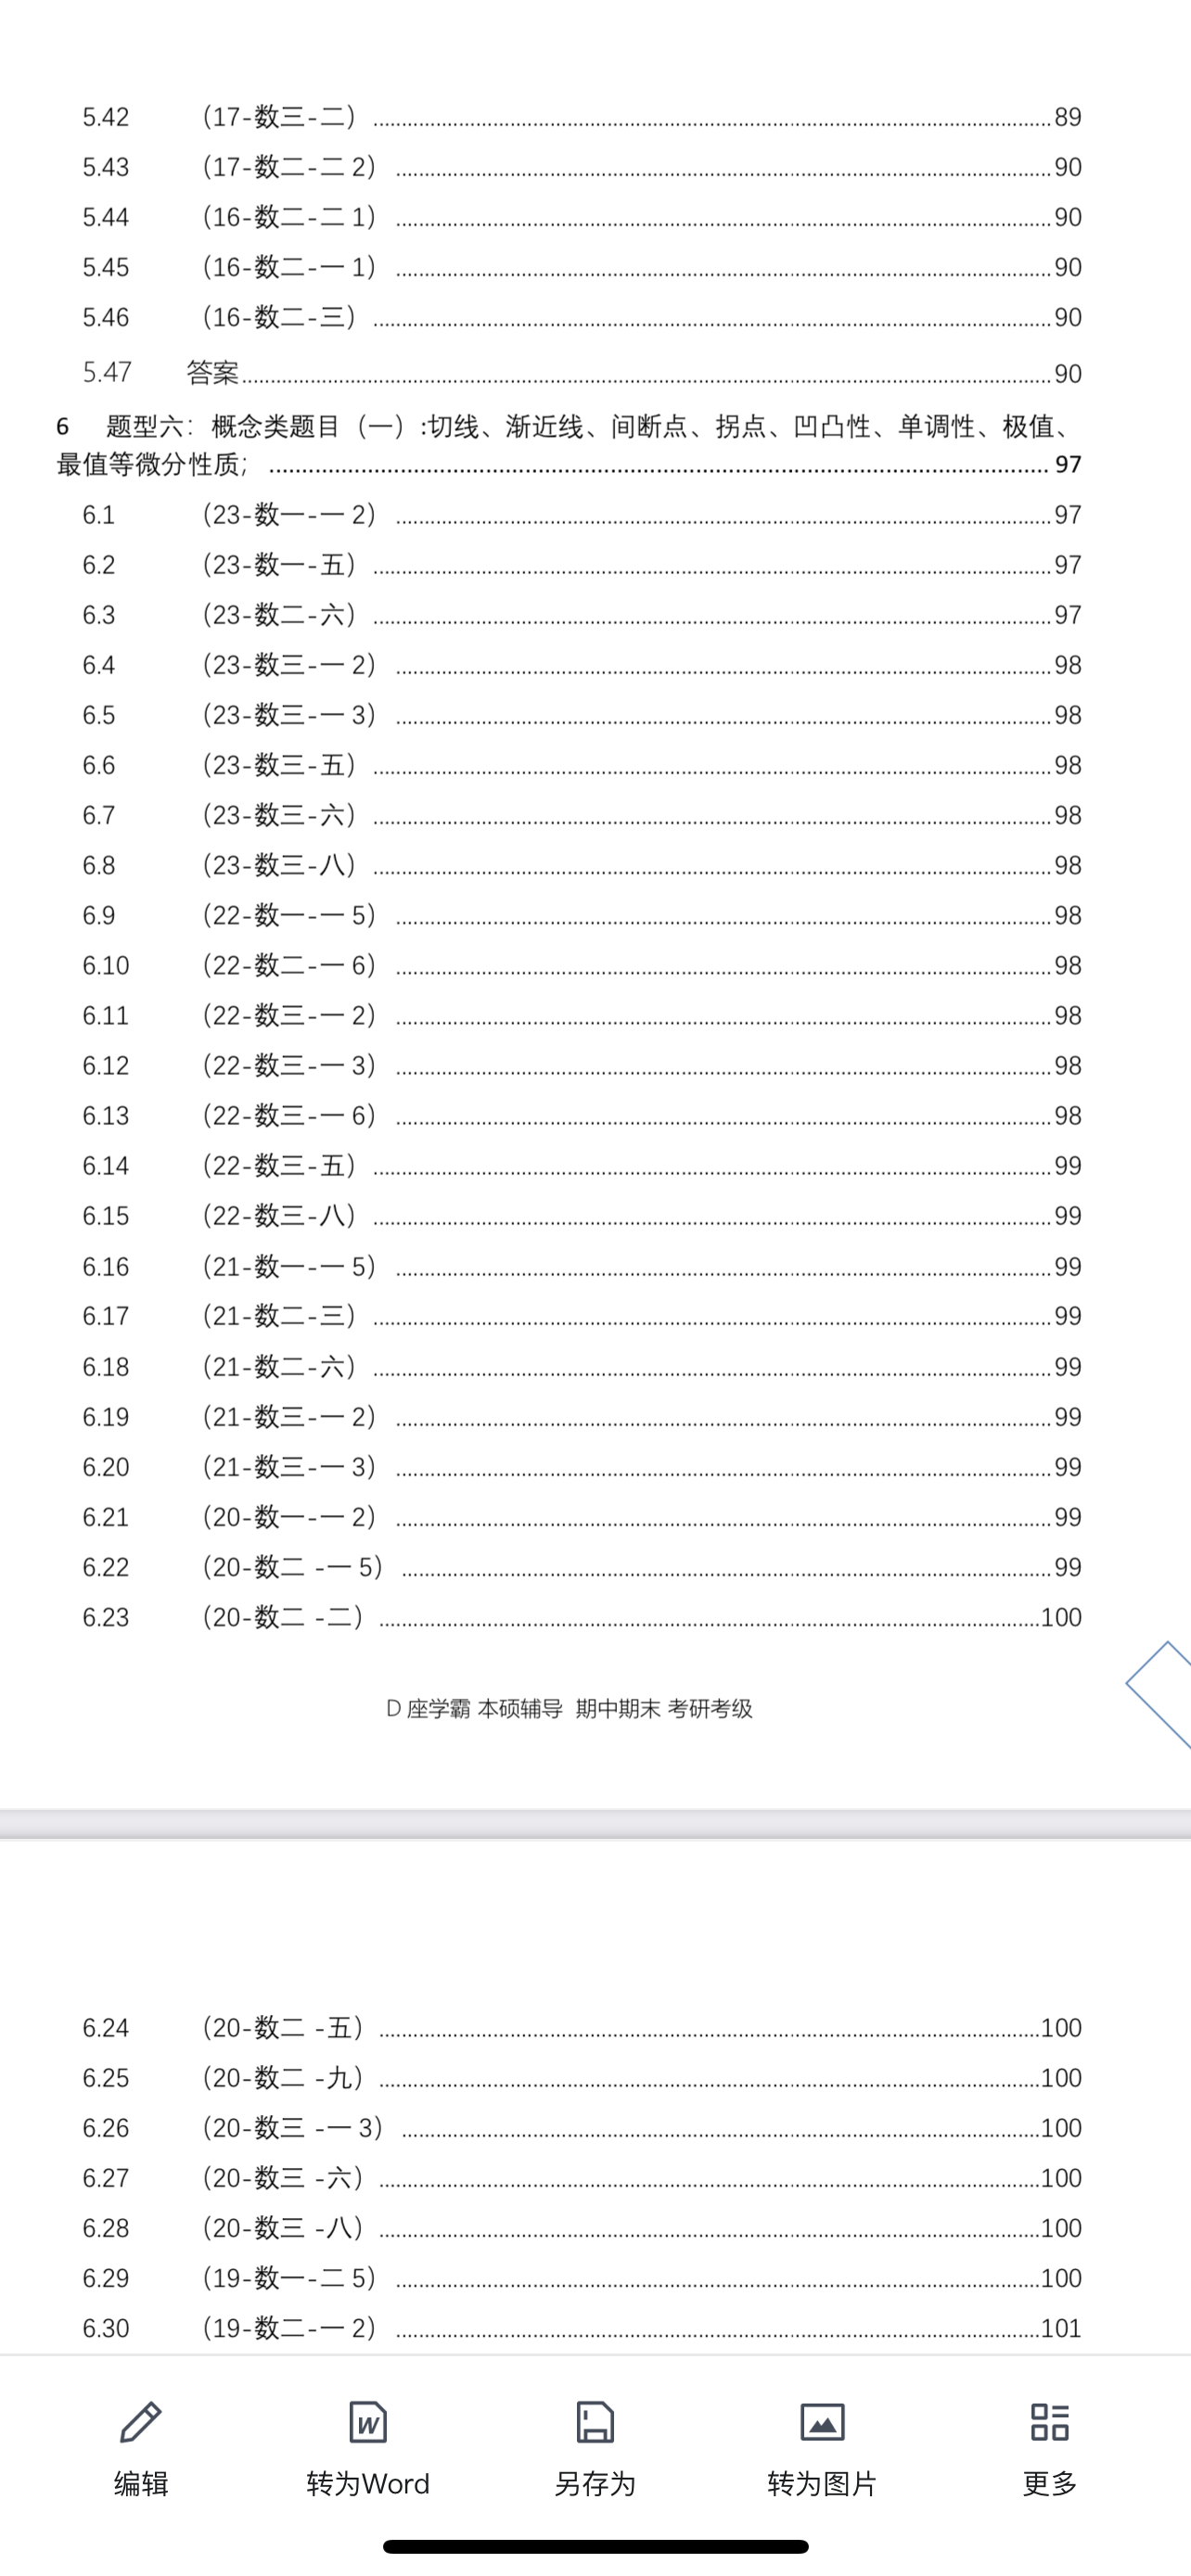 5.42 （17-数三-二）89
5.43 （17-数二-二 2）90
5.44 （16-数二-二 1）90
5.45 （16-数二-一 1）90
5.46 （16-数二-三）90
5.47 答案90
6 题型六：概念类题目（一）:切线、渐近线、间断点、拐点、凹凸性、单调性、极值、
最值等微分性质；97
6.1 （23-数一-一 2）97
6.2 （23-数一-五）97
6.3 （23-数二-六）97
6.4 （23-数三-一 2）98
6.5 （23-数三-一 3）98
6.6 （23-数三-五）98
6.7 （23-数三-六）98
6.8 （23-数三-八）98
6.9 （22-数一-一 5）98
6.10 （22-数二-一 6）98
6.11 （22-数三-一 2）98
6.12 （22-数三-一 3）98
6.13 （22-数三-一 6）98
6.14 （22-数三-五）99
6.15 （22-数三-八）99
6.16 （21-数一-一 5）99
6.17 （21-数二-三）99
6.18 （21-数二-六）99
6.19 （21-数三-一 2）99
6.20 （21-数三-一 3）99
6.21 （20-数一-一 2）99
6.22 （20-数二 -一 5）99
6.23 （20-数二 -二）100
D 座学霸 本硕辅导 期中期末 考研考级
6.24 （20-数二 -五）100
6.25 （20-数二 -九）100
6.26 （20-数三 -一 3）100
6.27 （20-数三 -六）100
6.28 （20-数三 -八）100
6.29 （19-数一-二 5）100
6.30 （19-数二-一 2）101
编辑 转为Word 另存为 转为图片 更多